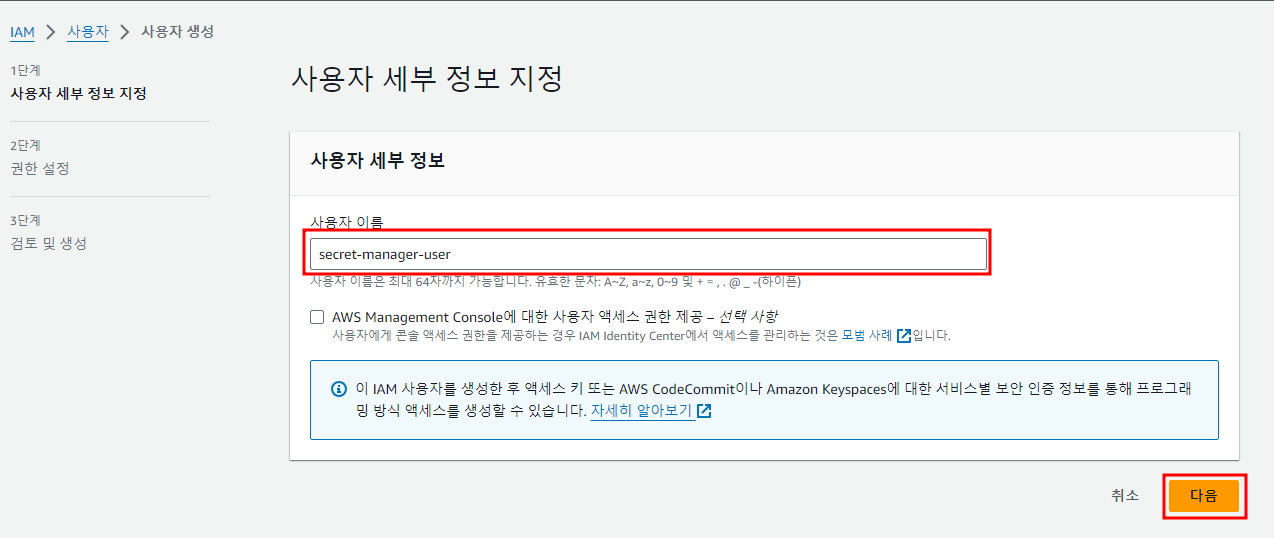 IAM > 사용자 > 사용자 생성
1단계
사용자 세부 정보 지정
2단계
권한 설정
3단계
검토 및 생성
사용자 세부 정보 지정
사용자 세부 정보
사용자 이름
secret-manager-user
사용자 이름은 최대 64자까지 가능합니다. 유효한 문자: A~Z, a~z, 0~9 및 + = , . @ _ -(하이픈)
AWS Management Console에 대한 사용자 액세스 권한 제공 – 선택 사항
사용자에게 콘솔 액세스 권한을 제공하는 경우 IAM Identity Center에서 액세스를 관리하는 것은 모범 사례 입니다.
이 IAM 사용자를 생성한 후 액세스 키 또는 AWS CodeCommit이나 Amazon Keyspaces에 대한 서비스별 보안 인증 정보를 통해 프로그래
밍 방식 액세스를 생성할 수 있습니다. 자세히 알아보기
취소
다음